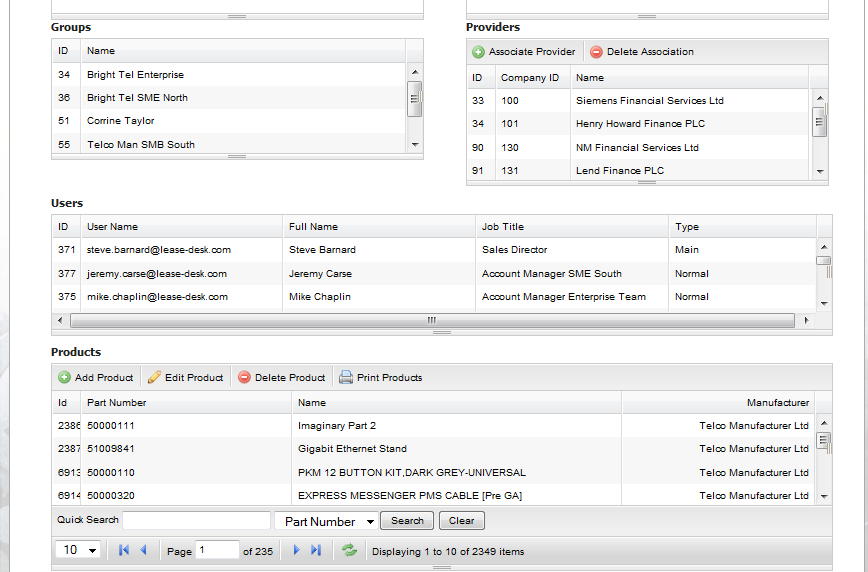 Groups
ID Name
34 Bright Tel Enterprise
36 Bright Tel SME North
51 Corrine Taylor
55 Telco Man SMB South
Providers
Associate Provider Delete Association
ID Company ID Name
33 100 Siemens Financial Services Ltd
34 101 Henry Howard Finance PLC
90 130 NM Financial Services Ltd
91 131 Lend Finance PLC
Users
ID User Name Full Name Job Title Type
371 steve.barnard@lease-desk.com Steve Barnard Sales Director Main
377 jeremy.carse@lease-desk.com Jeremy Carse Account Manager SME South Normal
375 mike.chaplin@lease-desk.com Mike Chaplin Account Manager Enterprise Team Normal
Products
Add Product Edit Product Delete Product Print Products
Id Part Number Name Manufacturer
2386 50000111 Imaginary Part 2 Telco Manufacturer Ltd
2387 51009841 Gigabit Ethernet Stand Telco Manufacturer Ltd
6913 50000110 PKM 12 BUTTON KIT,DARK GREY-UNIVERSAL Telco Manufacturer Ltd
6914 50000320 EXPRESS MESSENGER PMS CABLE [Pre GA] Telco Manufacturer Ltd
Quick Search Part Number Search Clear
10 Page 1 of 235 Displaying 1 to 10 of 2349 items